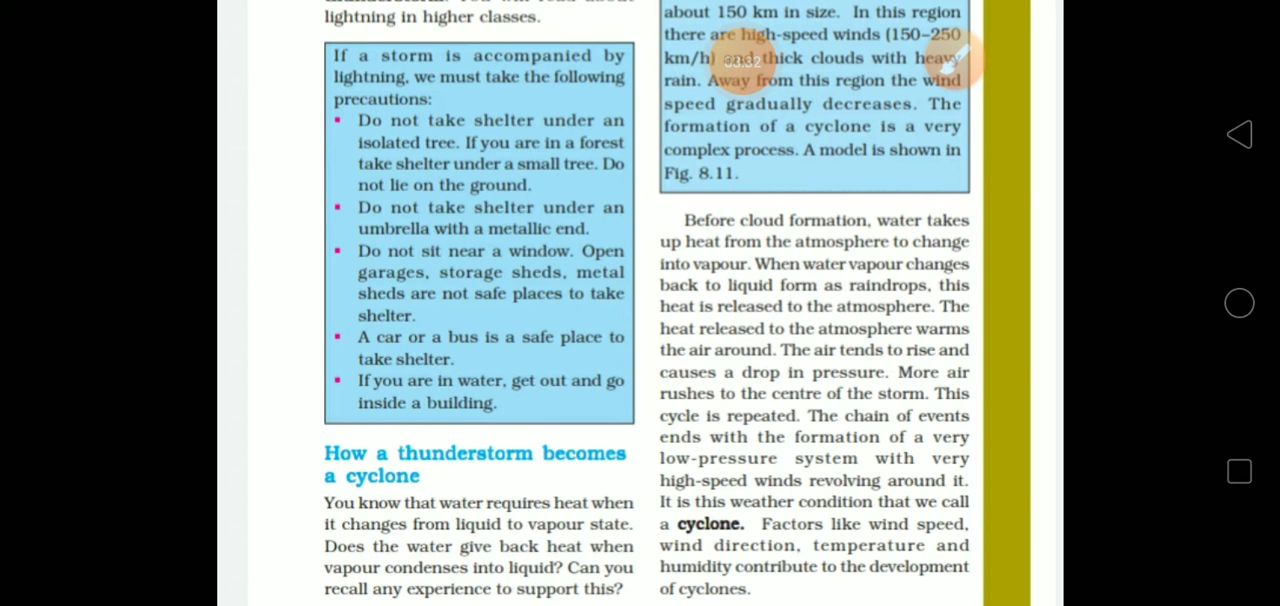 lightning in higher classes.
If a storm is accompanied by
lightning, we must take the following
precautions:
▪ Do not take shelter under an
isolated tree. If you are in a forest
take shelter under a small tree. Do
not lie on the ground.
▪ Do not take shelter under an
umbrella with a metallic end.
▪ Do not sit near a window. Open
garages, storage sheds, metal
sheds are not safe places to take
shelter.
▪ A car or a bus is a safe place to
take shelter.
▪ If you are in water, get out and go
inside a building.
How a thunderstorm becomes
a cyclone
You know that water requires heat when
it changes from liquid to vapour state.
Does the water give back heat when
vapour condenses into liquid? Can you
recall any experience to support this?
about 150 km in size. In this region
there are high-speed winds (150–250
km/h) and thick clouds with heavy
rain. Away from this region the wind
speed gradually decreases. The
formation of a cyclone is a very
complex process. A model is shown in
Fig. 8.11.
Before cloud formation, water takes
up heat from the atmosphere to change
into vapour. When water vapour changes
back to liquid form as raindrops, this
heat is released to the atmosphere. The
heat released to the atmosphere warms
the air around. The air tends to rise and
causes a drop in pressure. More air
rushes to the centre of the storm. This
cycle is repeated. The chain of events
ends with the formation of a very
low-pressure system with very
high-speed winds revolving around it.
It is this weather condition that we call
a cyclone. Factors like wind speed,
wind direction, temperature and
humidity contribute to the development
of cyclones.